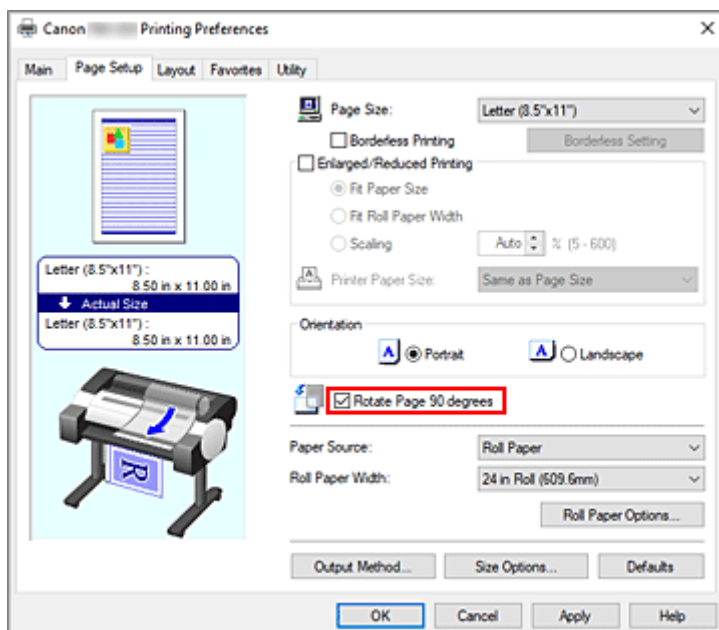 Canon Printing Preferences
Main Page Setup Layout Favorites Utility
Page Size: Letter (8.5"x11")
Borderless Printing Borderless Setting
Enlarged/Reduced Printing
Fit Paper Size
Fit Roll Paper Width
Scaling Auto % (5 - 600)
Printer Paper Size: Same as Page Size
Letter (8.5"x11") :
8.50 in x 11.00 in
Actual Size
Letter (8.5"x11") :
8.50 in x 11.00 in
Orientation
A Portrait A Landscape
Rotate Page 90 degrees
R
Paper Source: Roll Paper
Roll Paper Width: 24 in Roll (609.6mm)
Roll Paper Options...
Output Method... Size Options... Defaults
OK Cancel Apply Help